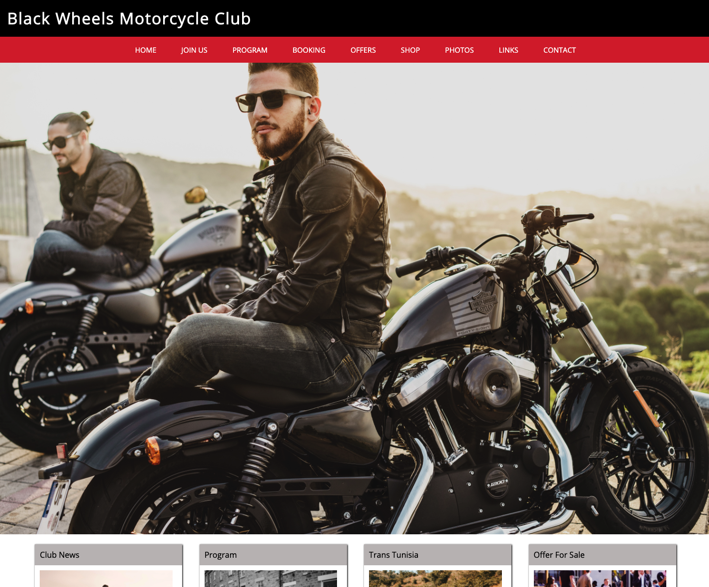 Black Wheels Motorcycle Club
HOME JOIN US PROGRAM BOOKING OFFERS SHOP PHOTOS LINKS CONTACT
Club News Program Trans Tunisia Offer For Sale